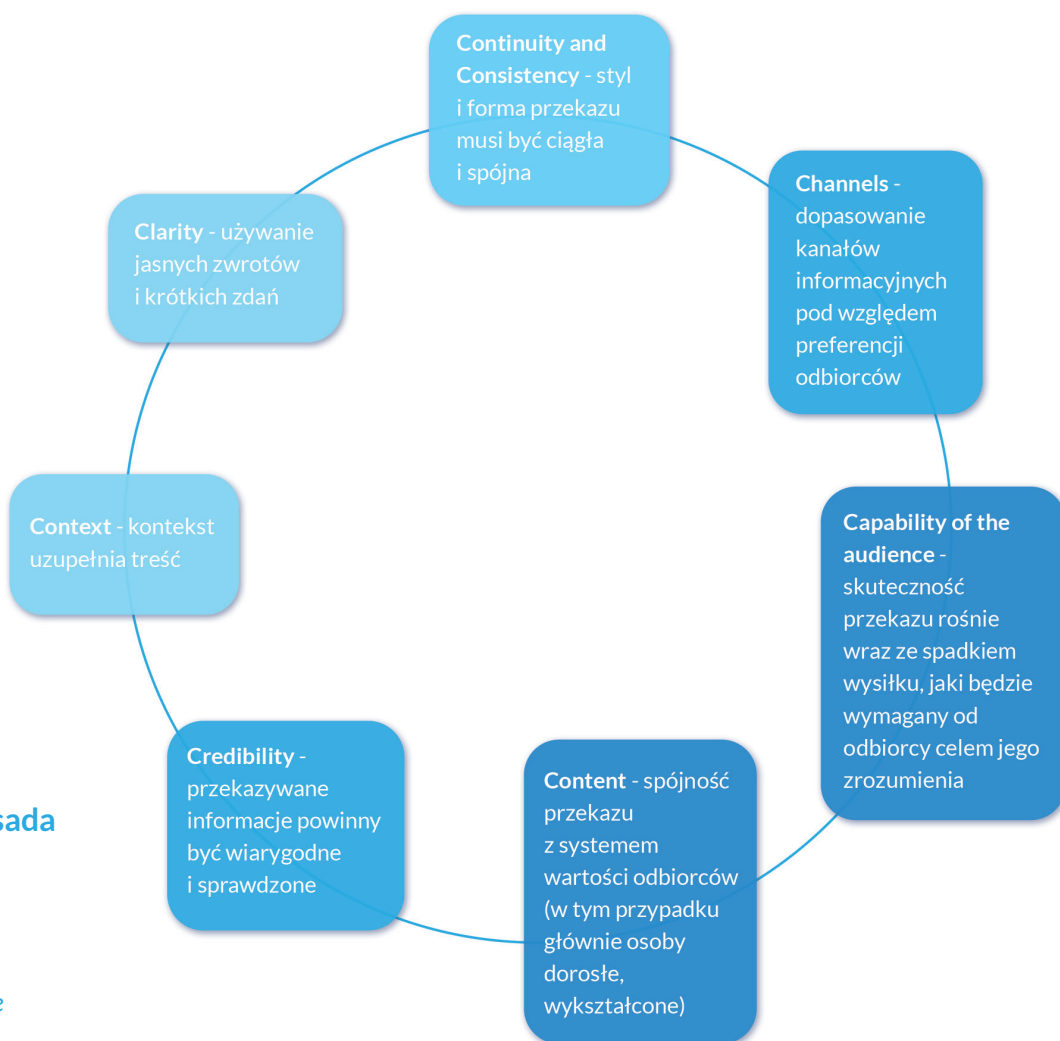 Continuity and
Consistency - styl
i forma przekazu
musi być ciągła
i spójna
Channels -
dopasowanie
kanałów
informacyjnych
pod względem
preferencji
odbiorców
Capability of the
audience -
skuteczność
przekazu rośnie
wraz ze spadkiem
wysiłku, jaki będzie
wymagany od
odbiorcy celem jego
zrozumienia
Content - spójność
przekazu
z systemem
wartości odbiorców
(w tym przypadku
głównie osoby
dorosłe,
wykształcone)
Credibility -
przekazywane
informacje powinny
być wiarygodne
i sprawdzone
Context - kontekst
uzupełnia treść
Clarity - używanie
jasnych zwrotów
i krótkich zdań
sada
e